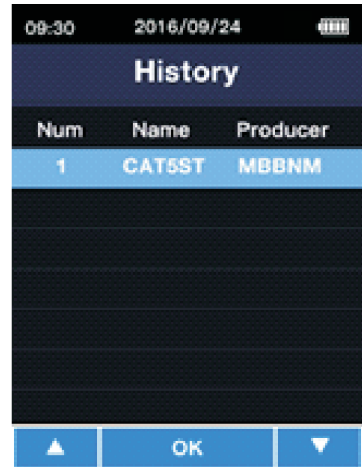 09:30 2016/09/24
History
Num Name Producer
1 CAT5ST MBBNM
OK